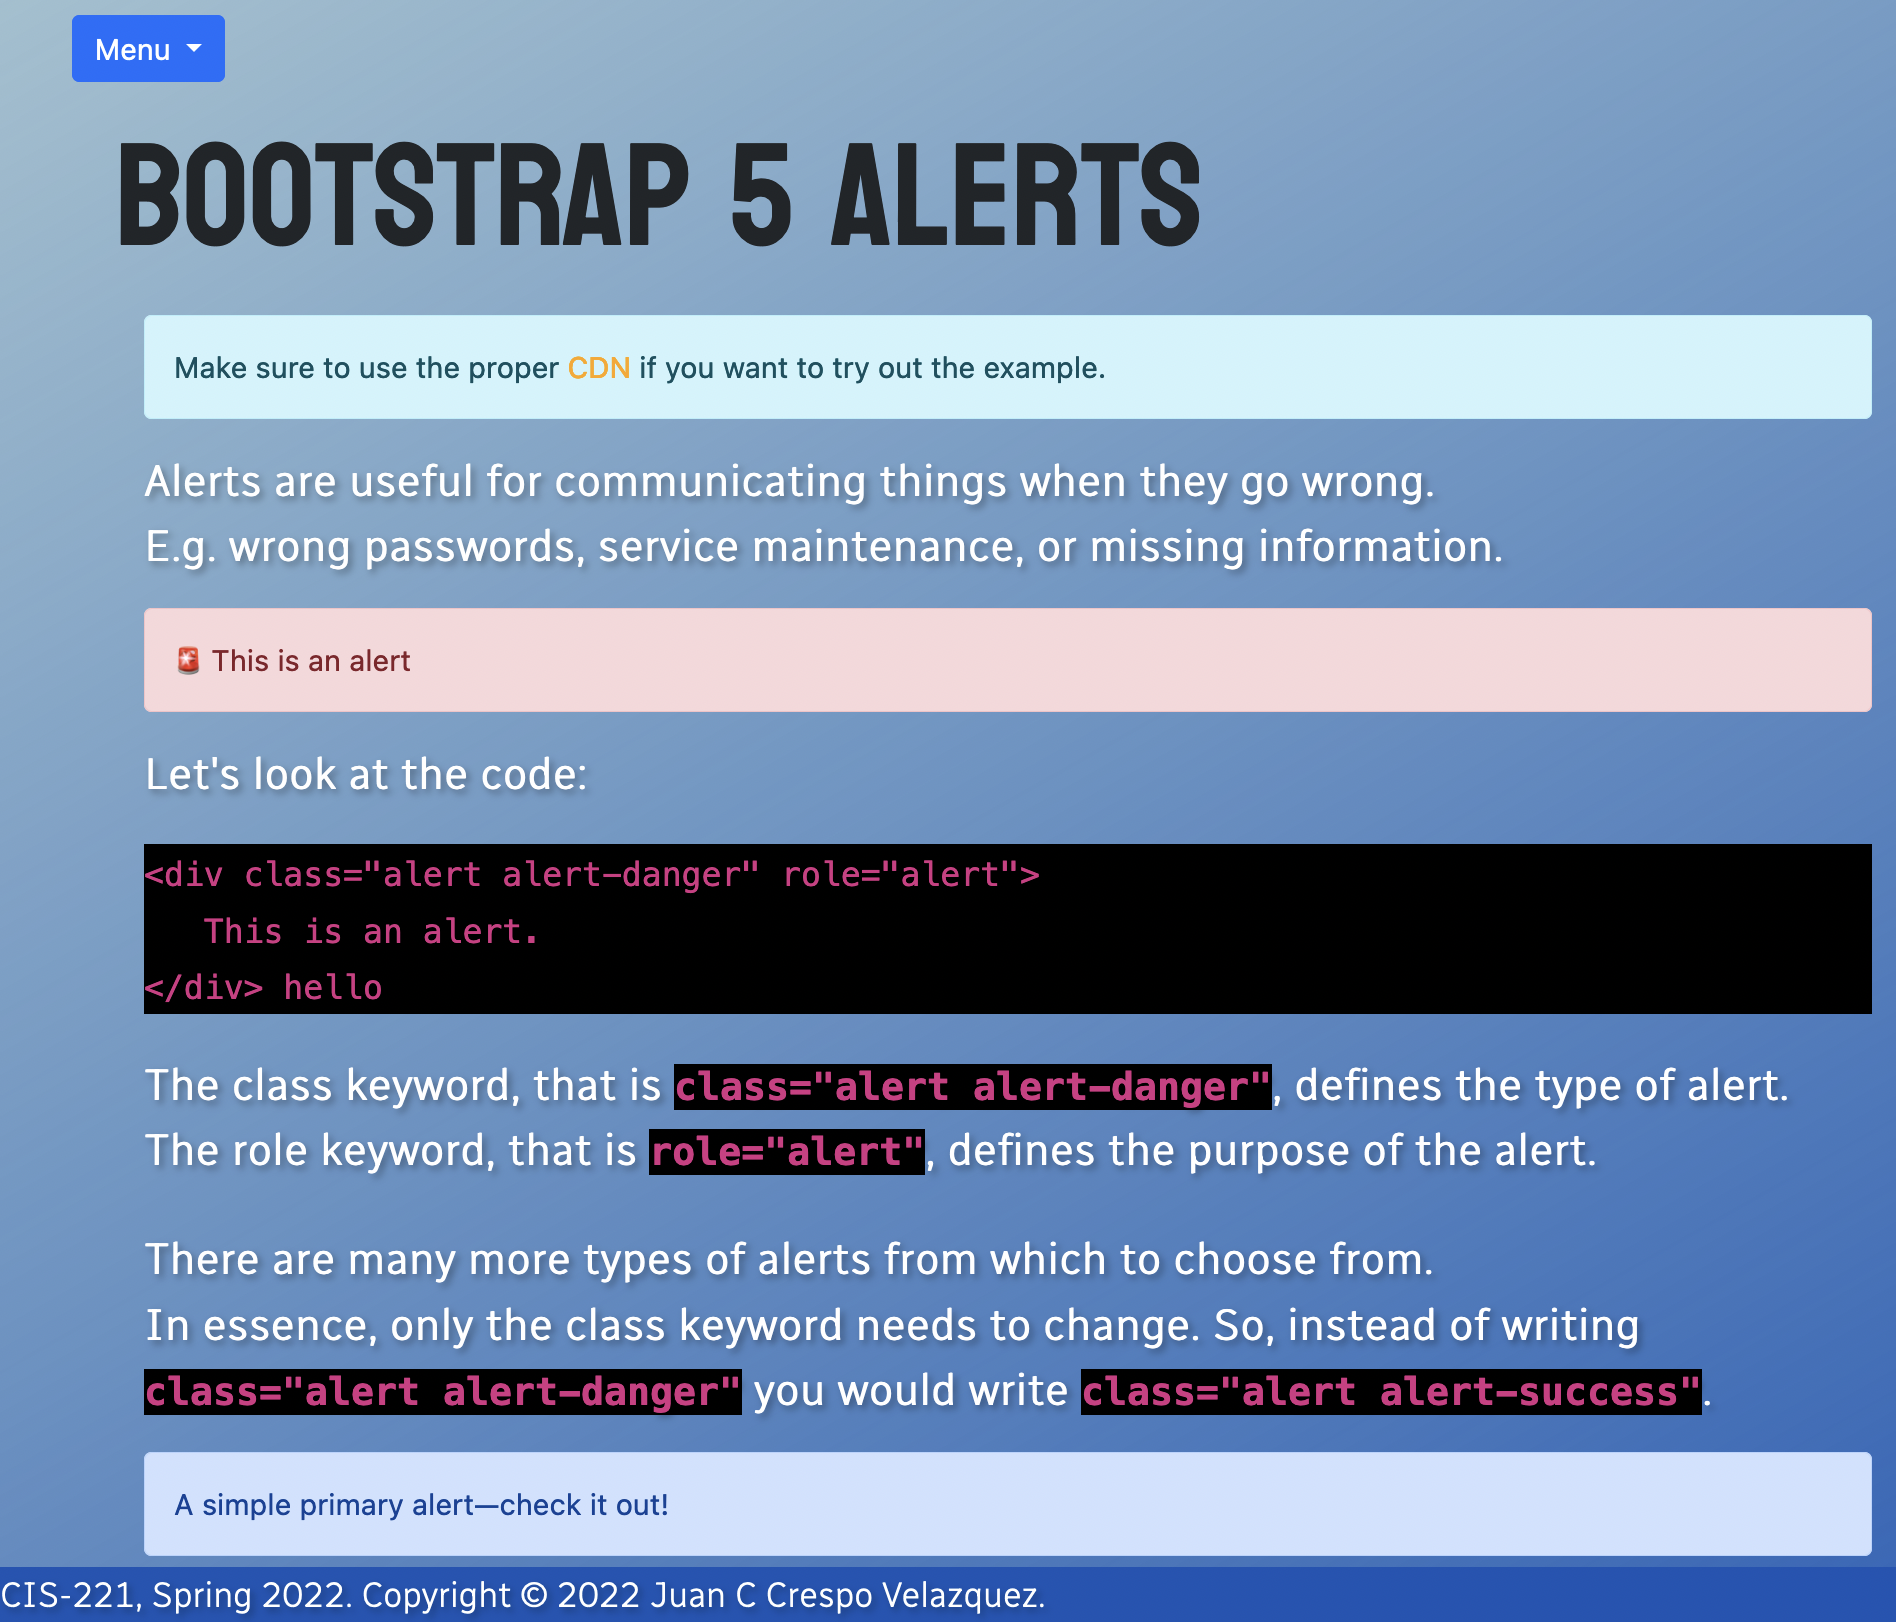 Menu
BOOTSTRAP 5 ALERTS
Make sure to use the proper CDN if you want to try out the example.
Alerts are useful for communicating things when they go wrong.
E.g. wrong passwords, service maintenance, or missing information.
🚨 This is an alert
Let's look at the code:
<div class="alert alert-danger" role="alert">
   This is an alert.
</div> hello
The class keyword, that is class="alert alert-danger", defines the type of alert.
The role keyword, that is role="alert", defines the purpose of the alert.
There are many more types of alerts from which to choose from.
In essence, only the class keyword needs to change. So, instead of writing
class="alert alert-danger" you would write class="alert alert-success".
A simple primary alert—check it out!
CIS-221, Spring 2022. Copyright © 2022 Juan C Crespo Velazquez.